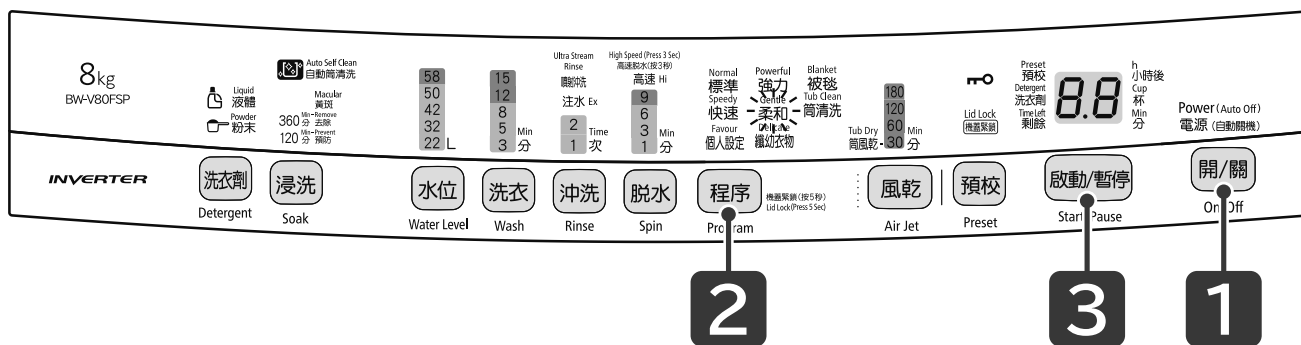 8kg
BW-V80FSP
Auto Self Clean
自動筒清洗
Liquid
液體
Powder
粉末
Macular
黃斑
360 Min-Remove
分 去除
120 Min-Prevent
分 預防
58
50
42
32
22 L
15
12
8
5 Min
3 分
Ultra Stream
Rinse
噴射沖洗
注水 Ex
2 Time
1 次
High Speed (Press 3 Sec)
高速脫水(按3秒)
高速 Hi
9
6
3 Min
1 分
Normal
標準
Speedy
快速
Favour
個人設定
Powerful
強力
Gentle
柔和
Delicate
纖幼衣物
Blanket
被毯
Tub Clean
筒清洗
180
120
60 Min
Tub Dry
筒風乾-30 分
Lid Lock
機蓋緊鎖
Preset
預校
Detergent
洗衣劑
Time Left
剩餘
8.8
h
小時後
Cup
杯
Min
分
Power (Auto Off)
電源 (自動關機)
INVERTER
洗衣劑
Detergent
浸洗
Soak
水位
Water Level
洗衣
Wash
沖洗
Rinse
脫水
Spin
程序
Program
機蓋緊鎖(按5秒)
Lid Lock(Press 5 Sec)
風乾
Air Jet
預校
Preset
啟動/暫停
Start/Pause
開/關
On/Off
2
3
1